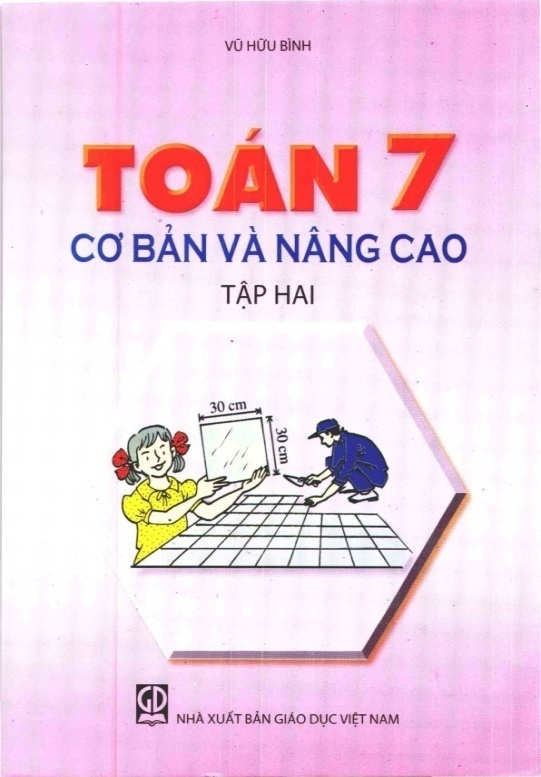 VŨ HỮU BÌNH
TOÁN 7
CƠ BẢN VÀ NÂNG CAO
TẬP HAI
30 cm
30 cm
GD
NHÀ XUẤT BẢN GIÁO DỤC VIỆT NAM